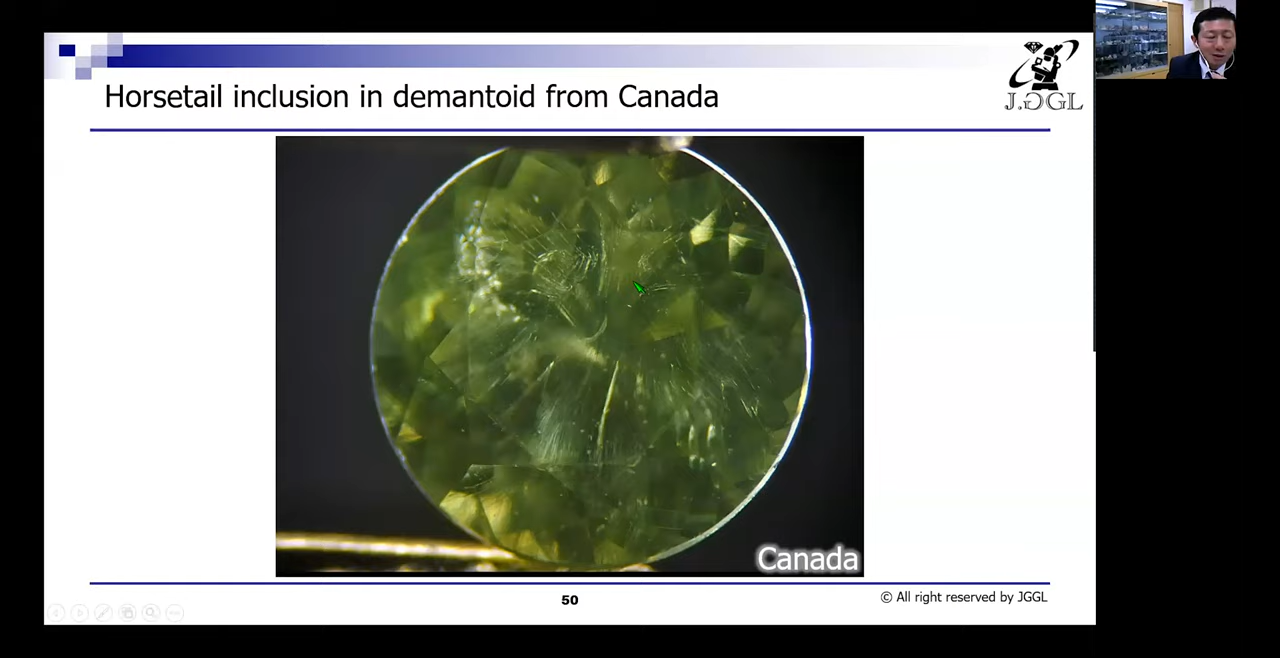 Horsetail inclusion in demantoid from Canada
J.GGL
Canada
50
© All right reserved by JGGL